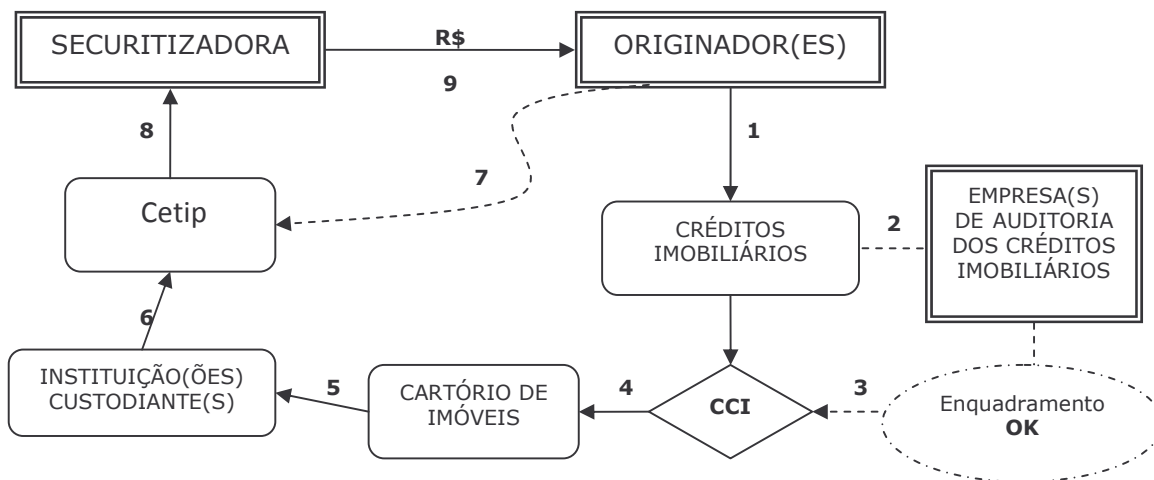 SECURITIZADORA
R$
9
ORIGINADOR(ES)
8
1
7
Cetip
CRÉDITOS
IMOBILIÁRIOS
2
EMPRESA(S)
DE AUDITORIA
DOS CRÉDITOS
IMOBILIÁRIOS
6
INSTITUIÇÃO(ÕES)
CUSTODIANTE(S)
5
CARTÓRIO DE
IMÓVEIS
4
CCI
3
Enquadramento
OK